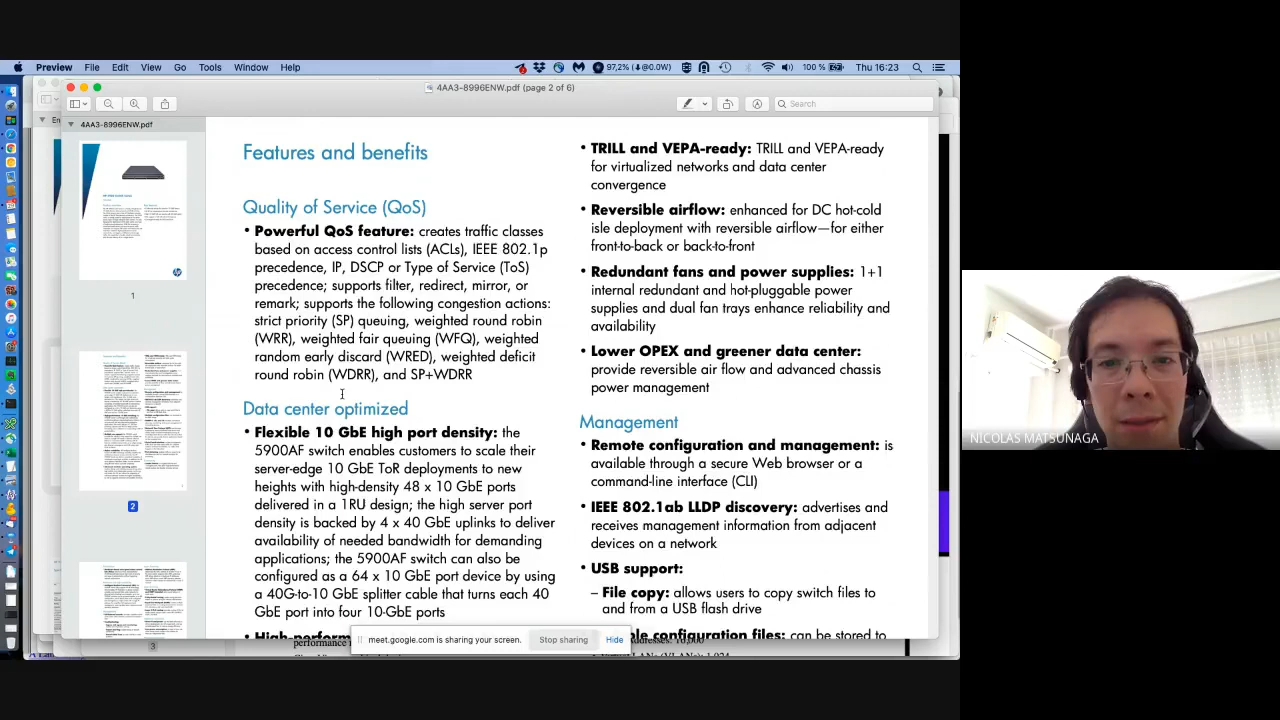 Preview File Edit View Go Tools Window Help
97,2% (⬇@0.0W)
100 %
Thu 16:23
4AA3-8996ENW.pdf (page 2 of 6)
Search
4AA3-8996ENW.pdf
1
2
3
Features and benefits
Quality of Service (QoS)
• Powerful QoS feature: creates traffic classes
based on access control lists (ACLs), IEEE 802.1p
precedence, IP, DSCP or Type of Service (ToS)
precedence; supports filter, redirect, mirror, or
remark; supports the following congestion actions:
strict priority (SP) queuing, weighted round robin
(WRR), weighted fair queuing (WFQ), weighted
random early discard (WRED), weighted deficit
round robin (WDRR), and SP+WDRR
Data center optimized
• Flexible 10 GbE high port density: the
5900AF switch enables customers to scale their
server-edge 10 GbE ToR deployments to new
heights with high-density 48 x 10 GbE ports
delivered in a 1RU design; the high server port
density is backed by 4 x 40 GbE uplinks to deliver
availability of needed bandwidth for demanding
applications; the 5900AF switch can also be
configured as a 64 x 10-GbE port device by using
a 40-to-10-GbE splitter cable that turns each 40
GbE port into four 10-GbE ports
• TRILL and VEPA-ready: TRILL and VEPA-ready
for virtualized networks and data center
convergence
• Reversible airflow: enhanced for DC hot-cold
isle deployment with reversible airflow—for either
front-to-back or back-to-front
• Redundant fans and power supplies: 1+1
internal redundant and hot-pluggable power
supplies and dual fan trays enhance reliability and
availability
• Lower OPEX and greener data center:
provide reversible air flow and advanced chassis
power management
Management
• Remote configuration and management: is
available through a secure Web browser or a
command-line interface (CLI)
• IEEE 802.1ab LLDP discovery: advertises and
receives management information from adjacent
devices on a network
• USB support:
– File copy: allows users to copy switch files to
and from a USB flash drive
configuration files: can be stored to
meet.google.com is sharing your screen.
Stop sharing
Hide
NICOLAS MATSUNAGA